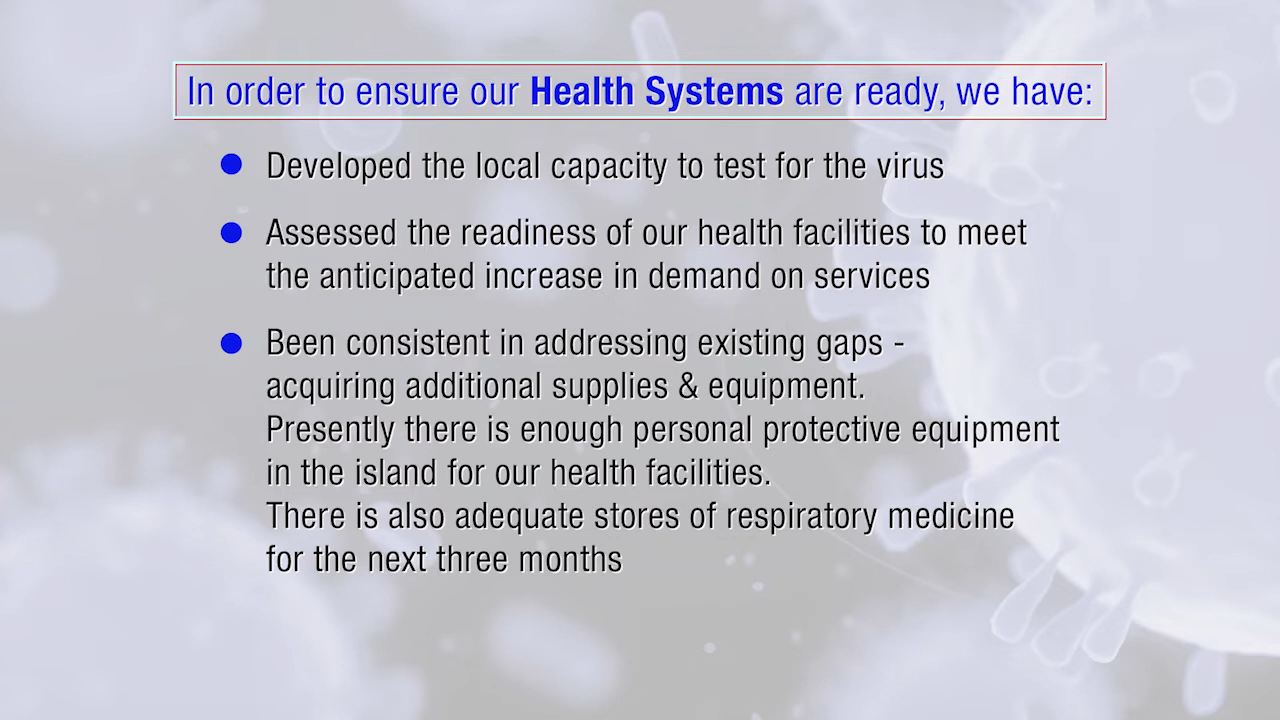 In order to ensure our Health Systems are ready, we have:
● Developed the local capacity to test for the virus
● Assessed the readiness of our health facilities to meet
the anticipated increase in demand on services
● Been consistent in addressing existing gaps -
acquiring additional supplies & equipment.
Presently there is enough personal protective equipment
in the island for our health facilities.
There is also adequate stores of respiratory medicine
for the next three months